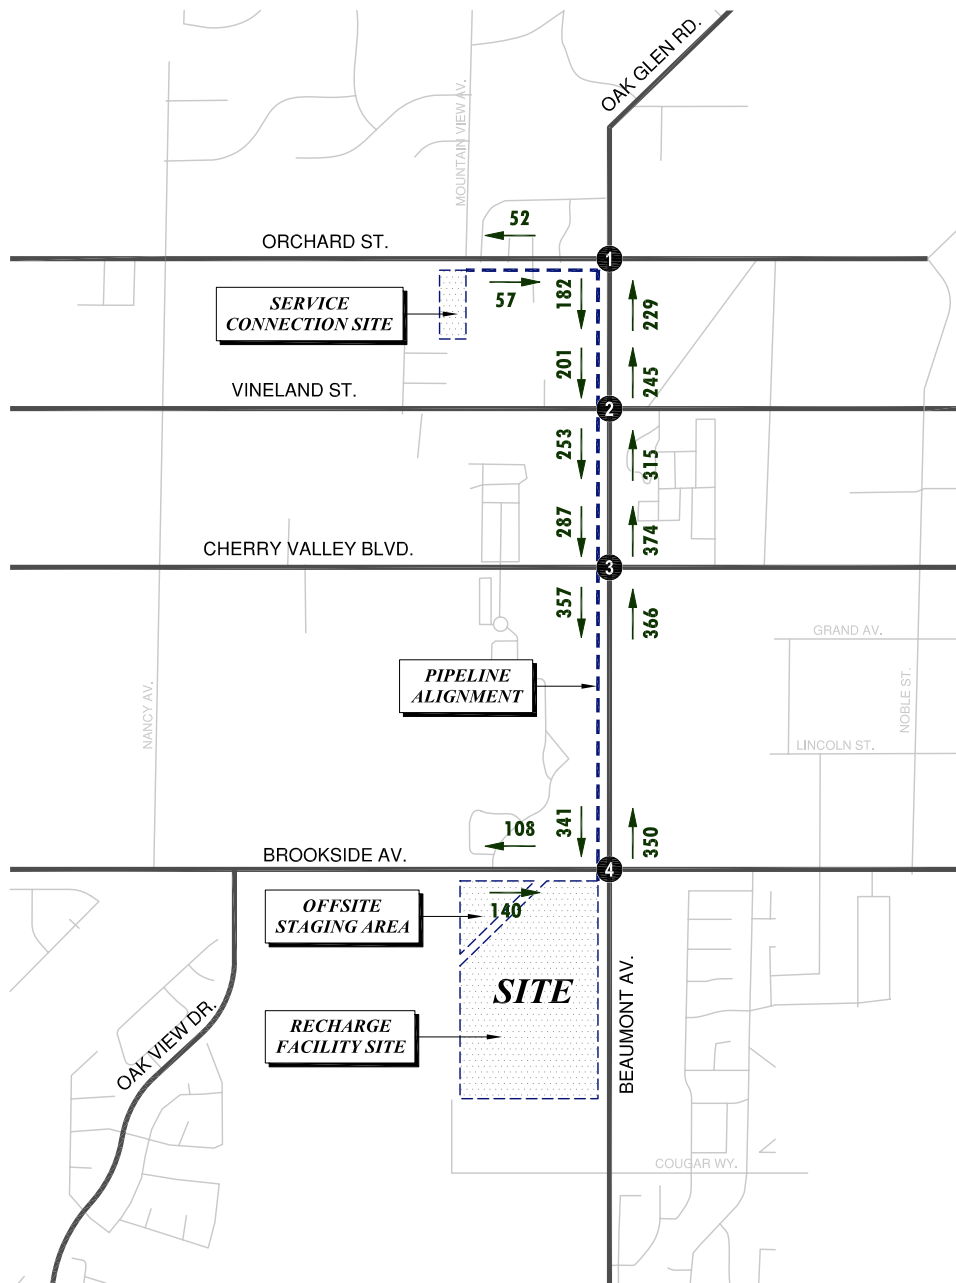 OAK GLEN RD.
MOUNTAIN VIEW AV.
52
ORCHARD ST.
1
57
182
229
SERVICE
CONNECTION SITE
201
245
VINELAND ST.
2
253
315
287
374
CHERRY VALLEY BLVD.
3
357
366
GRAND AV.
PIPELINE
ALIGNMENT
NANCY AV.
NOBLE ST.
LINCOLN ST.
108
341
350
BROOKSIDE AV.
4
OFFSITE
STAGING AREA
140
SITE
RECHARGE
FACILITY SITE
OAK VIEW DR.
BEAUMONT AV.
COUGAR WY.